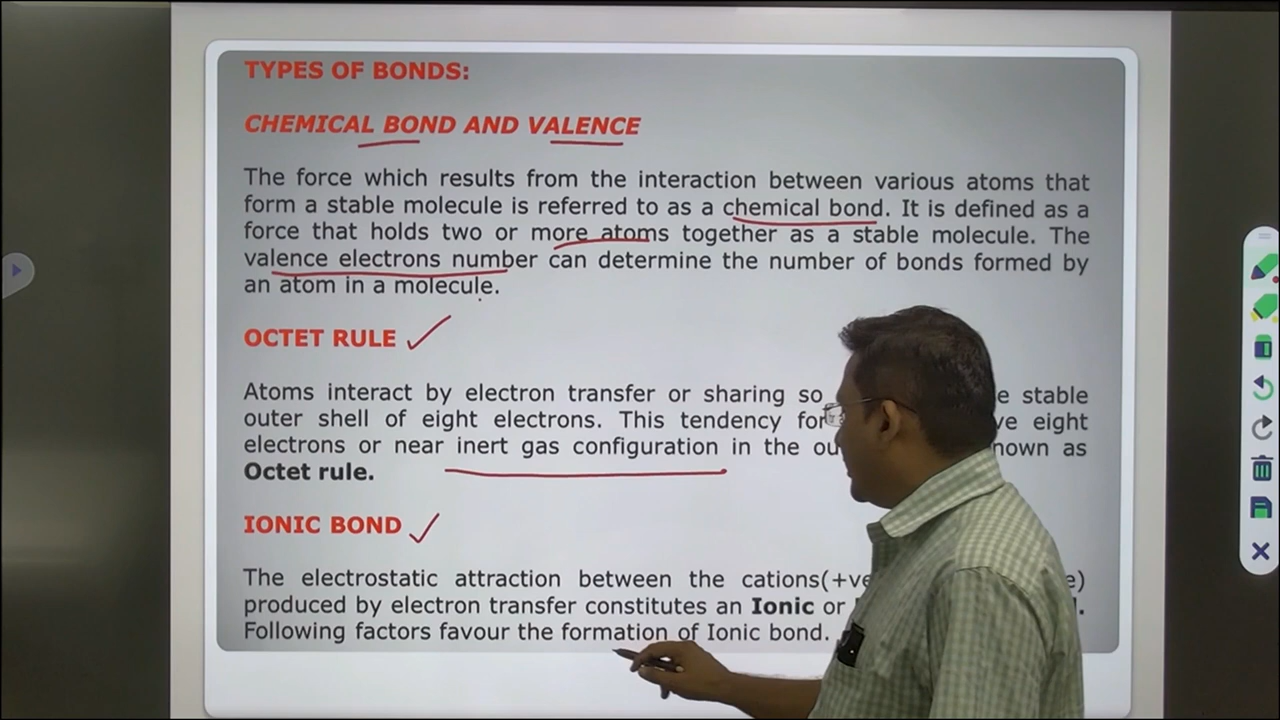 TYPES OF BONDS:
CHEMICAL BOND AND VALENCE
The force which results from the interaction between various atoms that
form a stable molecule is referred to as a chemical bond. It is defined as a
force that holds two or more atoms together as a stable molecule. The
valence electrons number can determine the number of bonds formed by
an atom in a molecule.
OCTET RULE
Atoms interact by electron transfer or sharing so stable
outer shell of eight electrons. This tendency for eight
electrons or near inert gas configuration in the as
Octet rule.
IONIC BOND
The electrostatic attraction between the cations(+ve
produced by electron transfer constitutes an Ionic or
Following factors favour the formation of Ionic bond.